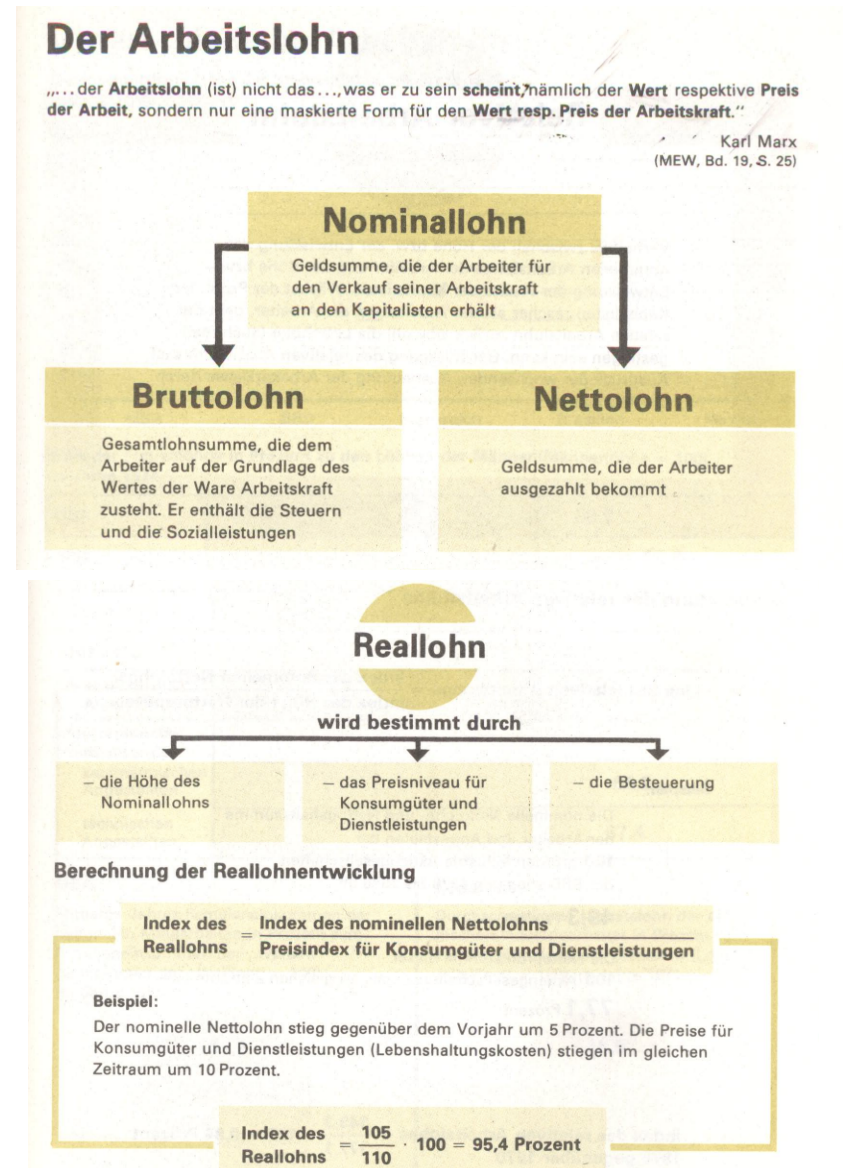 Der Arbeitslohn
„...der Arbeitslohn (ist) nicht das..., was er zu sein scheint, nämlich der Wert respektive Preis
der Arbeit, sondern nur eine maskierte Form für den Wert resp. Preis der Arbeitskraft.“
Karl Marx
(MEW, Bd. 19, S. 25)
Nominallohn
Geldsumme, die der Arbeiter für
den Verkauf seiner Arbeitskraft
an den Kapitalisten erhält
Bruttolohn
Gesamtlohnsumme, die dem
Arbeiter auf der Grundlage des
Wertes der Ware Arbeitskraft
zusteht. Er enthält die Steuern
und die Sozialleistungen
Nettolohn
Geldsumme, die der Arbeiter
ausgezahlt bekommt
Reallohn
wird bestimmt durch
– die Höhe des
Nominallohns
– das Preisniveau für
Konsumgüter und
Dienstleistungen
– die Besteuerung
Berechnung der Reallohnentwicklung
Index des
Reallohns
=
Index des nominellen Nettolohns
Preisindex für Konsumgüter und Dienstleistungen
Beispiel:
Der nominelle Nettolohn stieg gegenüber dem Vorjahr um 5 Prozent. Die Preise für
Konsumgüter und Dienstleistungen (Lebenshaltungskosten) stiegen im gleichen
Zeitraum um 10 Prozent.
Index des
Reallohns
=
105
110
· 100 = 95,4 Prozent